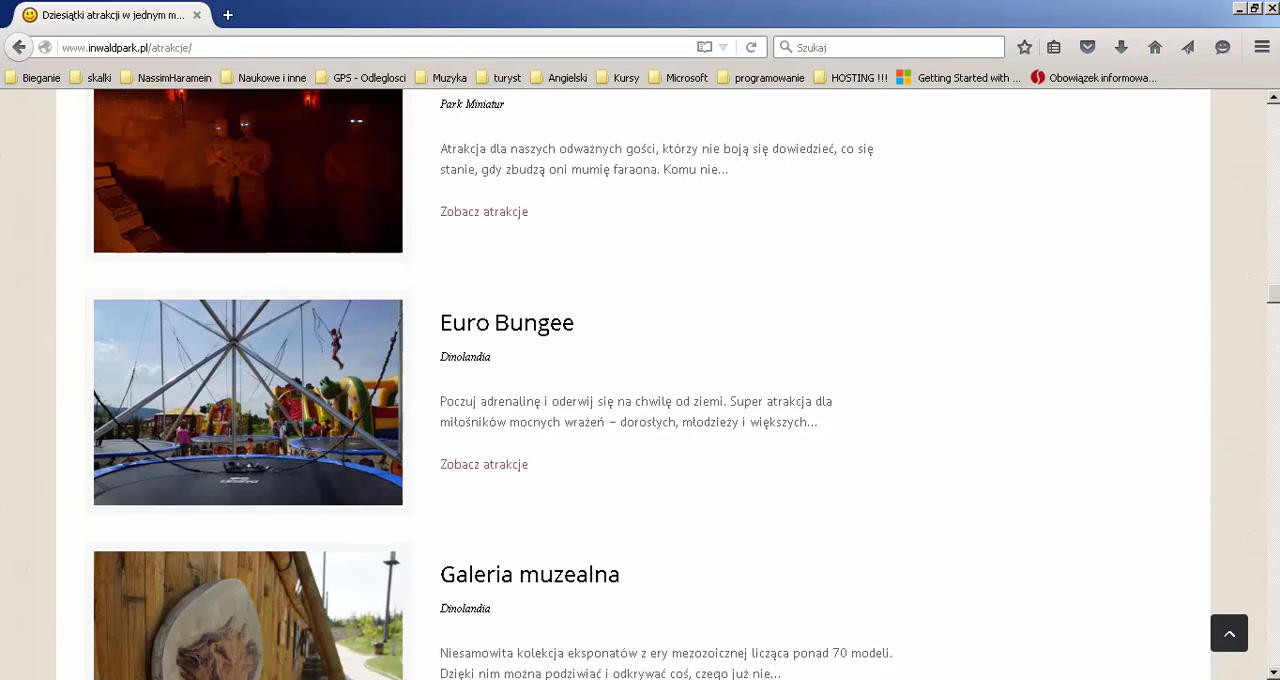 Dziesiątki atrakcji w jednym m...
www.inwaldpark.pl/atrakcje/
Szukaj
Bieganie
skalki
NassimHaramein
Naukowe i inne
GPS - Odleglosci
Muzyka
turyst
Angielski
Kursy
Microsoft
programowanie
HOSTING !!!
Getting Started with ...
Obowiązek informowa...
Park Miniatur
Atrakcja dla naszych odważnych gości, którzy nie boją się dowiedzieć, co się
stanie, gdy zbudzą oni mumię faraona. Komu nie...
Zobacz atrakcje
Euro Bungee
Dinolandia
Poczuj adrenalinę i oderwij się na chwilę od ziemi. Super atrakcja dla
miłośników mocnych wrażeń – dorosłych, młodzieży i większych...
Zobacz atrakcje
Galeria muzealna
Dinolandia
Niesamowita kolekcja eksponatów z ery mezozoicznej licząca ponad 70 modeli.
Dzięki nim można podziwiać i odkrywać coś, czego już nie...